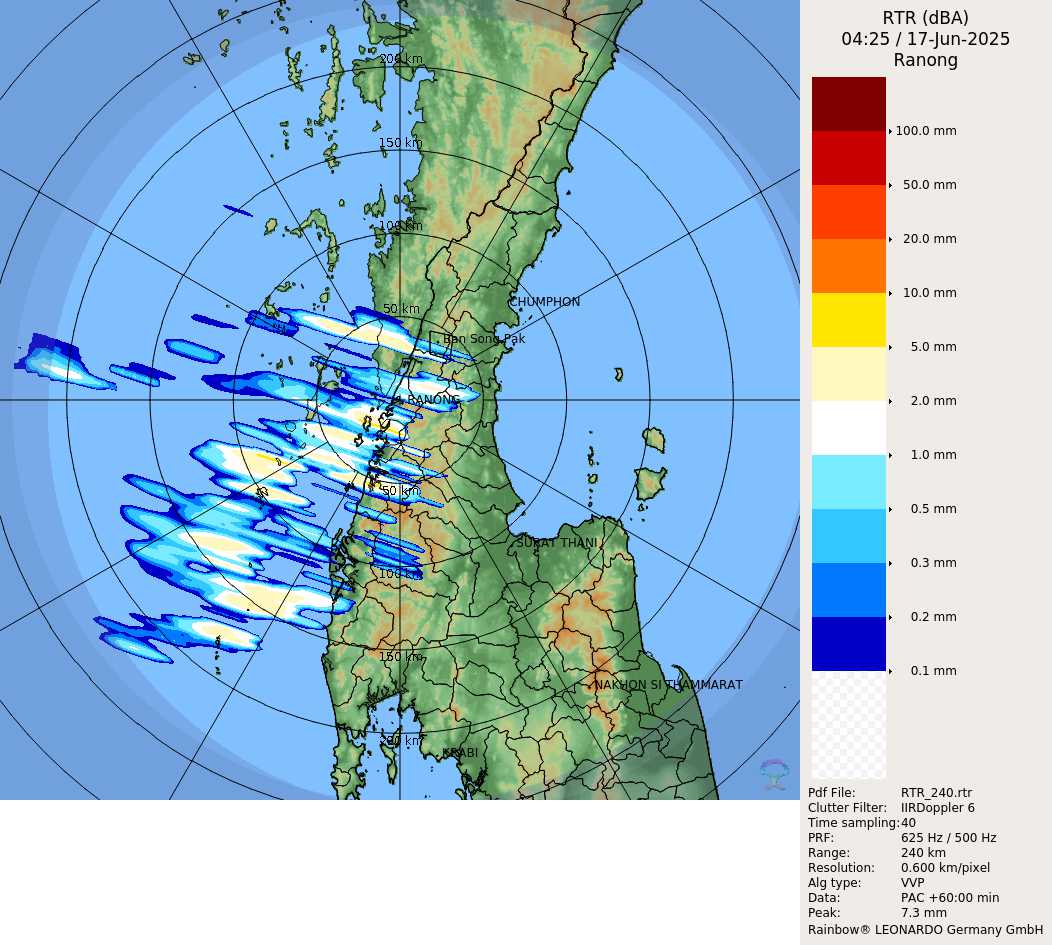 RTR (dBA)
04:25 / 17-Jun-2025
Ranong
200 km
150 km
100 km
50 km
CHUMPHON
Ban Song Pak
RANONG
50 km
SURAT THANI
100 km
150 km
NAKHON SI THAMMARAT
200 km
KRABI
100.0 mm
50.0 mm
20.0 mm
10.0 mm
5.0 mm
2.0 mm
1.0 mm
0.5 mm
0.3 mm
0.2 mm
0.1 mm
Pdf File: RTR_240.rtr
Clutter Filter: IIRDoppler 6
Time sampling: 40
PRF: 625 Hz / 500 Hz
Range: 240 km
Resolution: 0.600 km/pixel
Alg type: VVP
Data: PAC +60:00 min
Peak: 7.3 mm
Rainbow® LEONARDO Germany GmbH